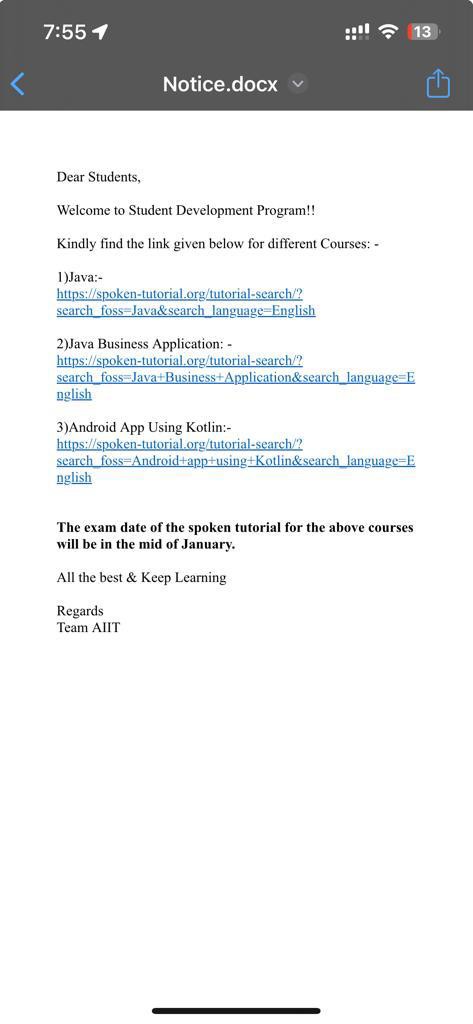 7:55
13
Notice.docx
Dear Students,
Welcome to Student Development Program!!
Kindly find the link given below for different Courses: -
1)Java:-
https://spoken-tutorial.org/tutorial-search/?
search_foss=Java&search_language=English
2)Java Business Application: -
https://spoken-tutorial.org/tutorial-search/?
search_foss=Java+Business+Application&search_language=E
nglish
3)Android App Using Kotlin:-
https://spoken-tutorial.org/tutorial-search/?
search_foss=Android+app+using+Kotlin&search_language=E
nglish
The exam date of the spoken tutorial for the above courses
will be in the mid of January.
All the best & Keep Learning
Regards
Team AIIT